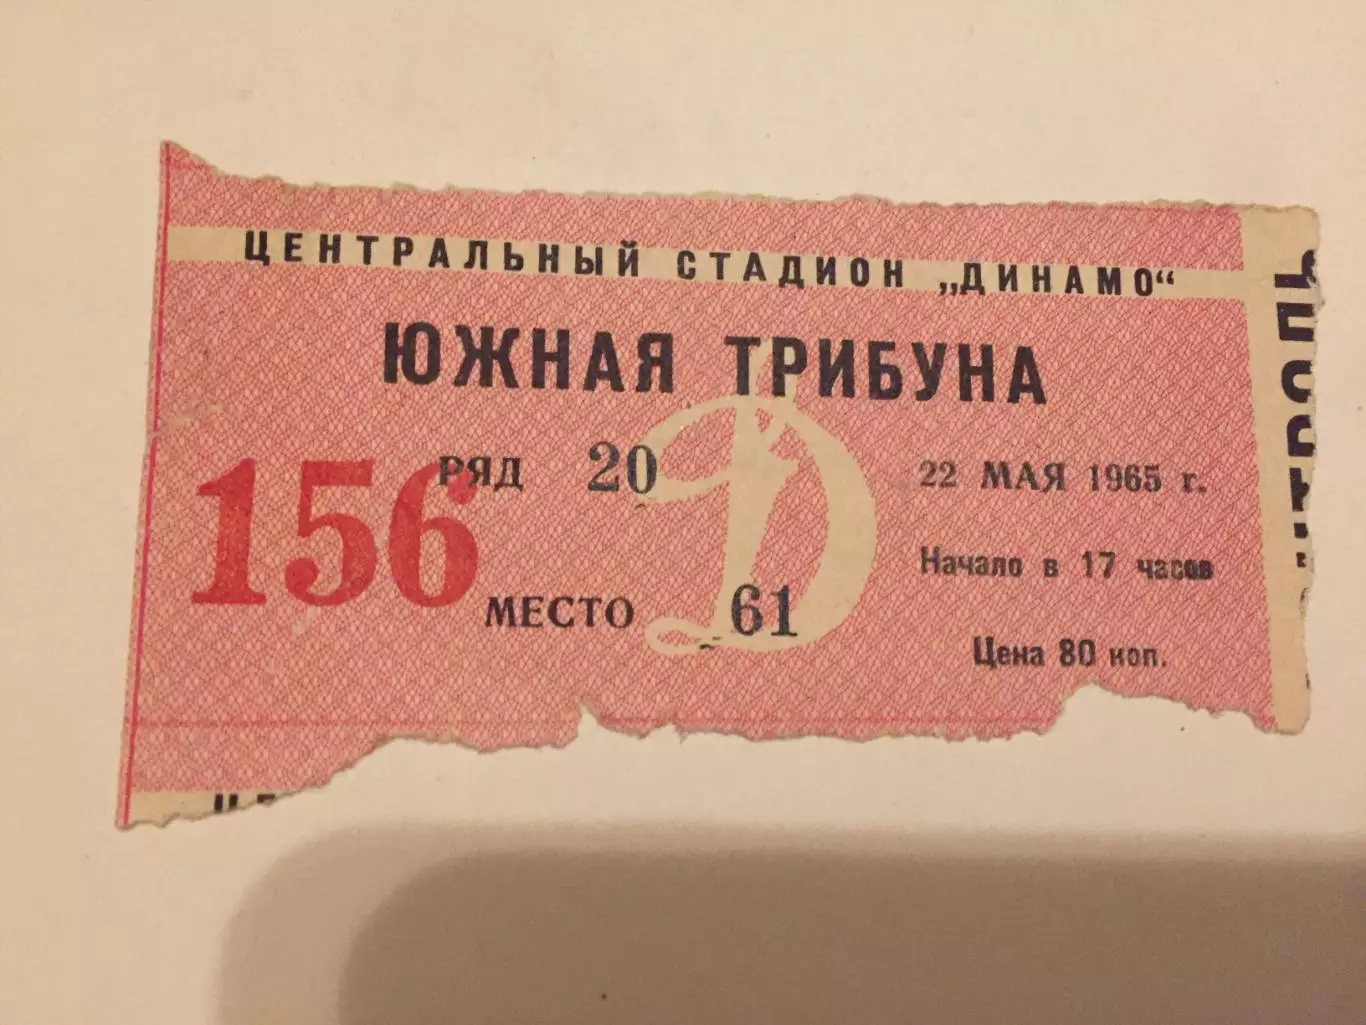 ЦЕНТРАЛЬНЫЙ СТАДИОН „ДИНАМО“
ЮЖНАЯ ТРИБУНА
156
РЯД 20
МЕСТО 61
22 МАЯ 1965 г.
Начало в 17 часов
Цена 80 коп.